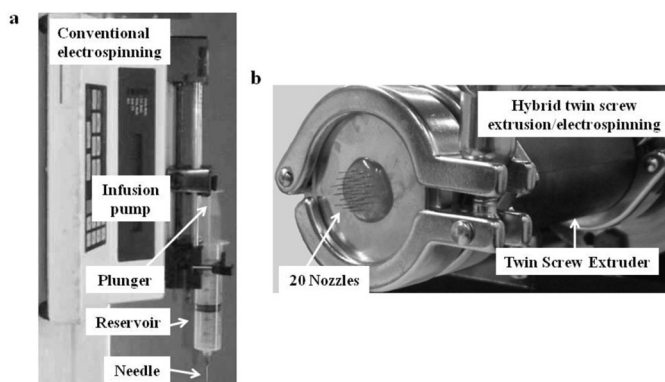 a
Conventional
electrospinning
Infusion
pump
Plunger
Reservoir
Needle
b
Hybrid twin screw
extrusion/electrospinning
20 Nozzles
Twin Screw Extruder